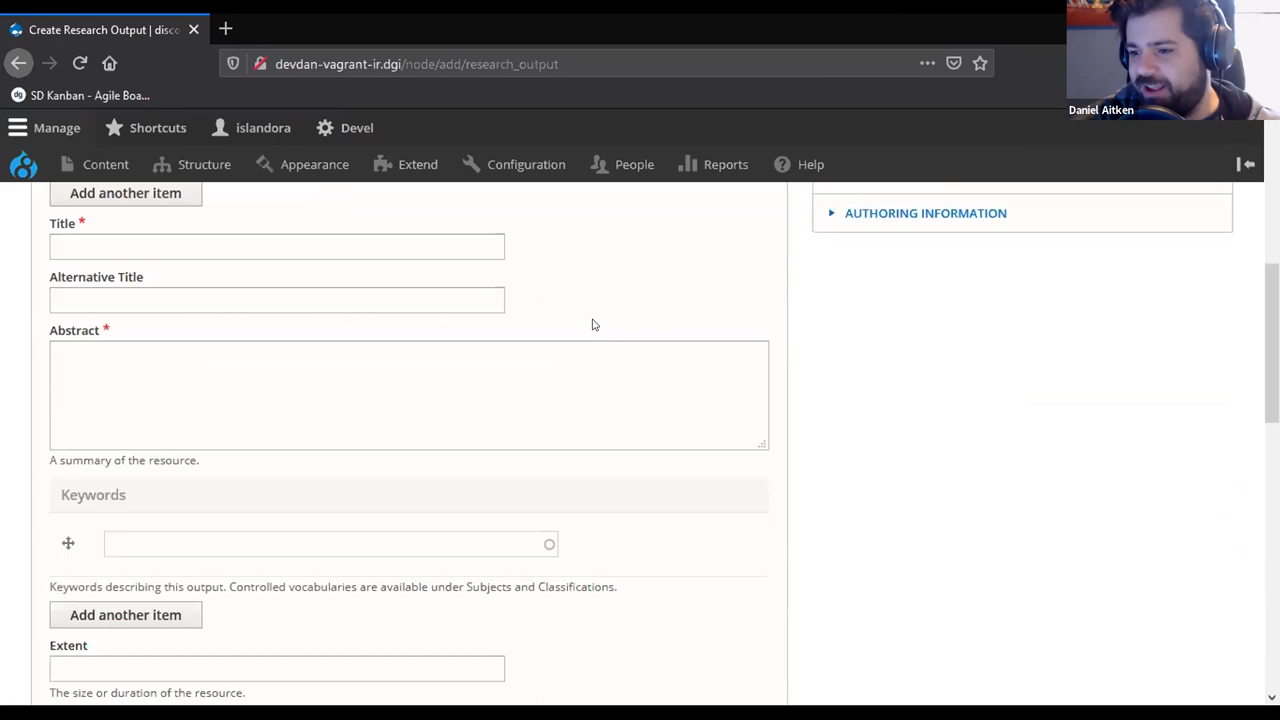 Create Research Output | disco
devdan-vagrant-ir.dgi/node/add/research_output
dg SD Kanban - Agile Boa...
Daniel Aitken
Manage Shortcuts islandora Devel
Content Structure Appearance Extend Configuration People Reports Help
Add another item
AUTHORING INFORMATION
Title *
Alternative Title
Abstract *
A summary of the resource.
Keywords
Keywords describing this output. Controlled vocabularies are available under Subjects and Classifications.
Add another item
Extent
The size or duration of the resource.